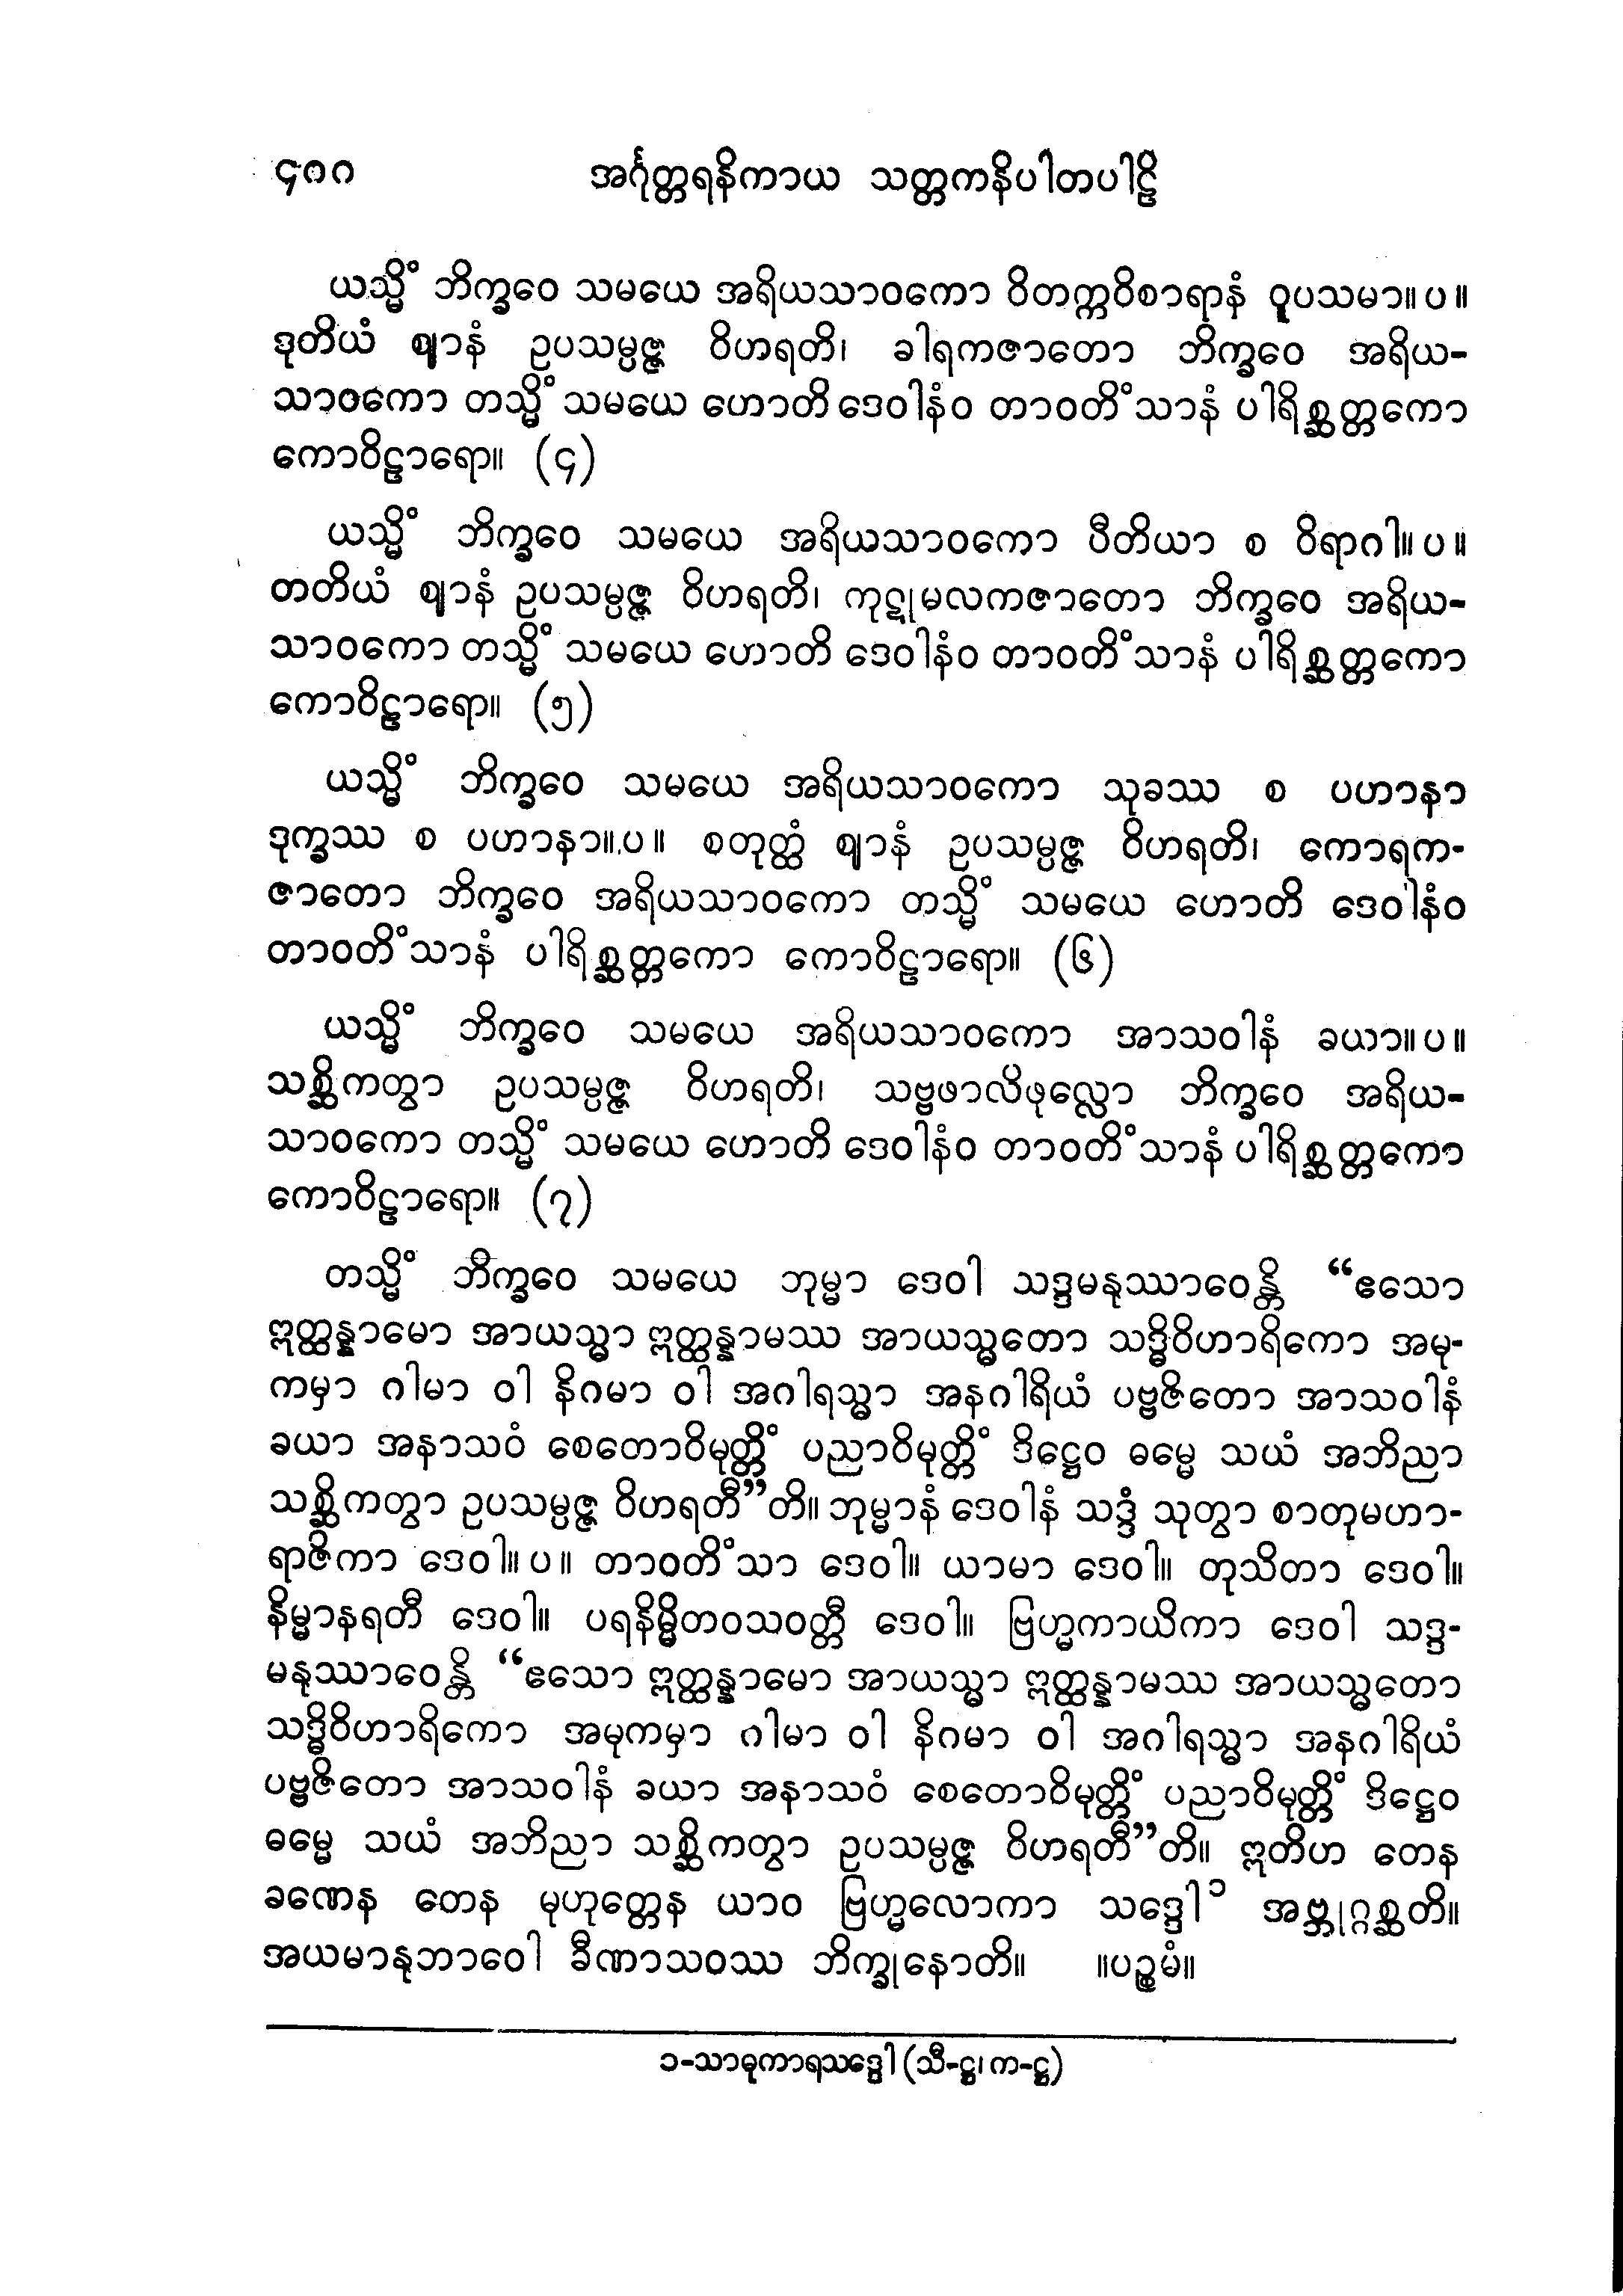 ၄၈၈ အင်္ဂုတ္တရနိကာယ သတ္တကနိပါတပါဠိ
ယသ္မိံ ဘိက္ခဝေ သမယေ အရိယသာဝကော ဝိတက္ကဝိစာရာနံ ဝူပသမာ။ပ။
ဒုတိယံ ဈာနံ ဥပသမ္ပဇ္ဇ ဝိဟရတိ၊ ခါရကဇာတော ဘိက္ခဝေ အရိယ-
သာဝကော တသ္မိံ သမယေ ဟောတိ ဒေဝါနံဝ တာဝတိံသာနံ ပါရိစ္ဆတ္တကော
ကောဝိဠာရော။ (၄)
ယသ္မိံ ဘိက္ခဝေ သမယေ အရိယသာဝကော ပီတိယာ စ ဝိရာဂါ။ပ။
တတိယံ ဈာနံ ဥပသမ္ပဇ္ဇ ဝိဟရတိ၊ ကုဋုမလကဇာတော ဘိက္ခဝေ အရိယ-
သာဝကော တသ္မိံ သမယေ ဟောတိ ဒေဝါနံဝ တာဝတိံသာနံ ပါရိစ္ဆတ္တကော
ကောဝိဠာရော။ (၅)
ယသ္မိံ ဘိက္ခဝေ သမယေ အရိယသာဝကော သုခဿ စ ပဟာနာ
ဒုက္ခဿ စ ပဟာနာ။ပ။ စတုတ္ထံ ဈာနံ ဥပသမ္ပဇ္ဇ ဝိဟရတိ၊ ကောရက-
ဇာတော ဘိက္ခဝေ အရိယသာဝကော တသ္မိံ သမယေ ဟောတိ ဒေဝါနံဝ
တာဝတိံသာနံ ပါရိစ္ဆတ္တကော ကောဝိဠာရော။ (၆)
ယသ္မိံ ဘိက္ခဝေ သမယေ အရိယသာဝကော အာသဝါနံ ခယာ။ပ။
သစ္ဆိကတွာ ဥပသမ္ပဇ္ဇ ဝိဟရတိ၊ သဗ္ဗဖာလိဖုလ္လော ဘိက္ခဝေ အရိယ-
သာဝကော တသ္မိံ သမယေ ဟောတိ ဒေဝါနံဝ တာဝတိံသာနံ ပါရိစ္ဆတ္တကော
ကောဝိဠာရော။ (၇)
တသ္မိံ ဘိက္ခဝေ သမယေ ဘုမ္မာ ဒေဝါ သဒ္ဒမနုဿာဝေန္တိ “ဧသော
ဣတ္ထန္နာမော အာယသ္မာ ဣတ္ထန္နာမဿ အာယသ္မတော သဒ္ဓိဝိဟာရိကော အမု-
ကမှာ ဂါမာ ဝါ နိဂမာ ဝါ အဂါရသ္မာ အနဂါရိယံ ပဗ္ဗဇိတော အာသဝါနံ
ခယာ အနာသဝံ စေတောဝိမုတ္တိံ ပညာဝိမုတ္တိံ ဒိဋ္ဌေဝ ဓမ္မေ သယံ အဘိညာ
သစ္ဆိကတွာ ဥပသမ္ပဇ္ဇ ဝိဟရတီ”တိ။ ဘုမ္မာနံ ဒေဝါနံ သဒ္ဒံ သုတွာ စာတုမဟာ-
ရာဇိကာ ဒေဝါ။ပ။ တာဝတိံသာ ဒေဝါ။ ယာမာ ဒေဝါ။ တုသိတာ ဒေဝါ။
နိမ္မာနရတီ ဒေဝါ။ ပရနိမ္မိတဝသဝတ္တီ ဒေဝါ။ ဗြဟ္မကာယိကာ ဒေဝါ သဒ္ဒ-
မနုဿာဝေန္တိ “ဧသော ဣတ္ထန္နာမော အာယသ္မာ ဣတ္ထန္နာမဿ အာယသ္မတော
သဒ္ဓိဝိဟာရိကော အမုကမှာ ဂါမာ ဝါ နိဂမာ ဝါ အဂါရသ္မာ အနဂါရိယံ
ပဗ္ဗဇိတော အာသဝါနံ ခယာ အနာသဝံ စေတောဝိမုတ္တိံ ပညာဝိမုတ္တိံ ဒိဋ္ဌေဝ
ဓမ္မေ သယံ အဘိညာ သစ္ဆိကတွာ ဥပသမ္ပဇ္ဇ ဝိဟရတီ”တိ။ ဣတိဟ တေန
ခဏေန တေန မုဟုတ္တေန ယာဝ ဗြဟ္မလောကာ သဒ္ဒေါ ၁ အဗ္ဘုဂ္ဂစ္ဆတိ။
အယမာနုဘာဝေါ ခီဏာသဝဿ ဘိက္ခုနောတိ။ ။ပဉ္စမံ။
၁-သာဓုကာရသဒ္ဒေါ (သီ-ဋ္ဌ၊ က-ဋ္ဌ)